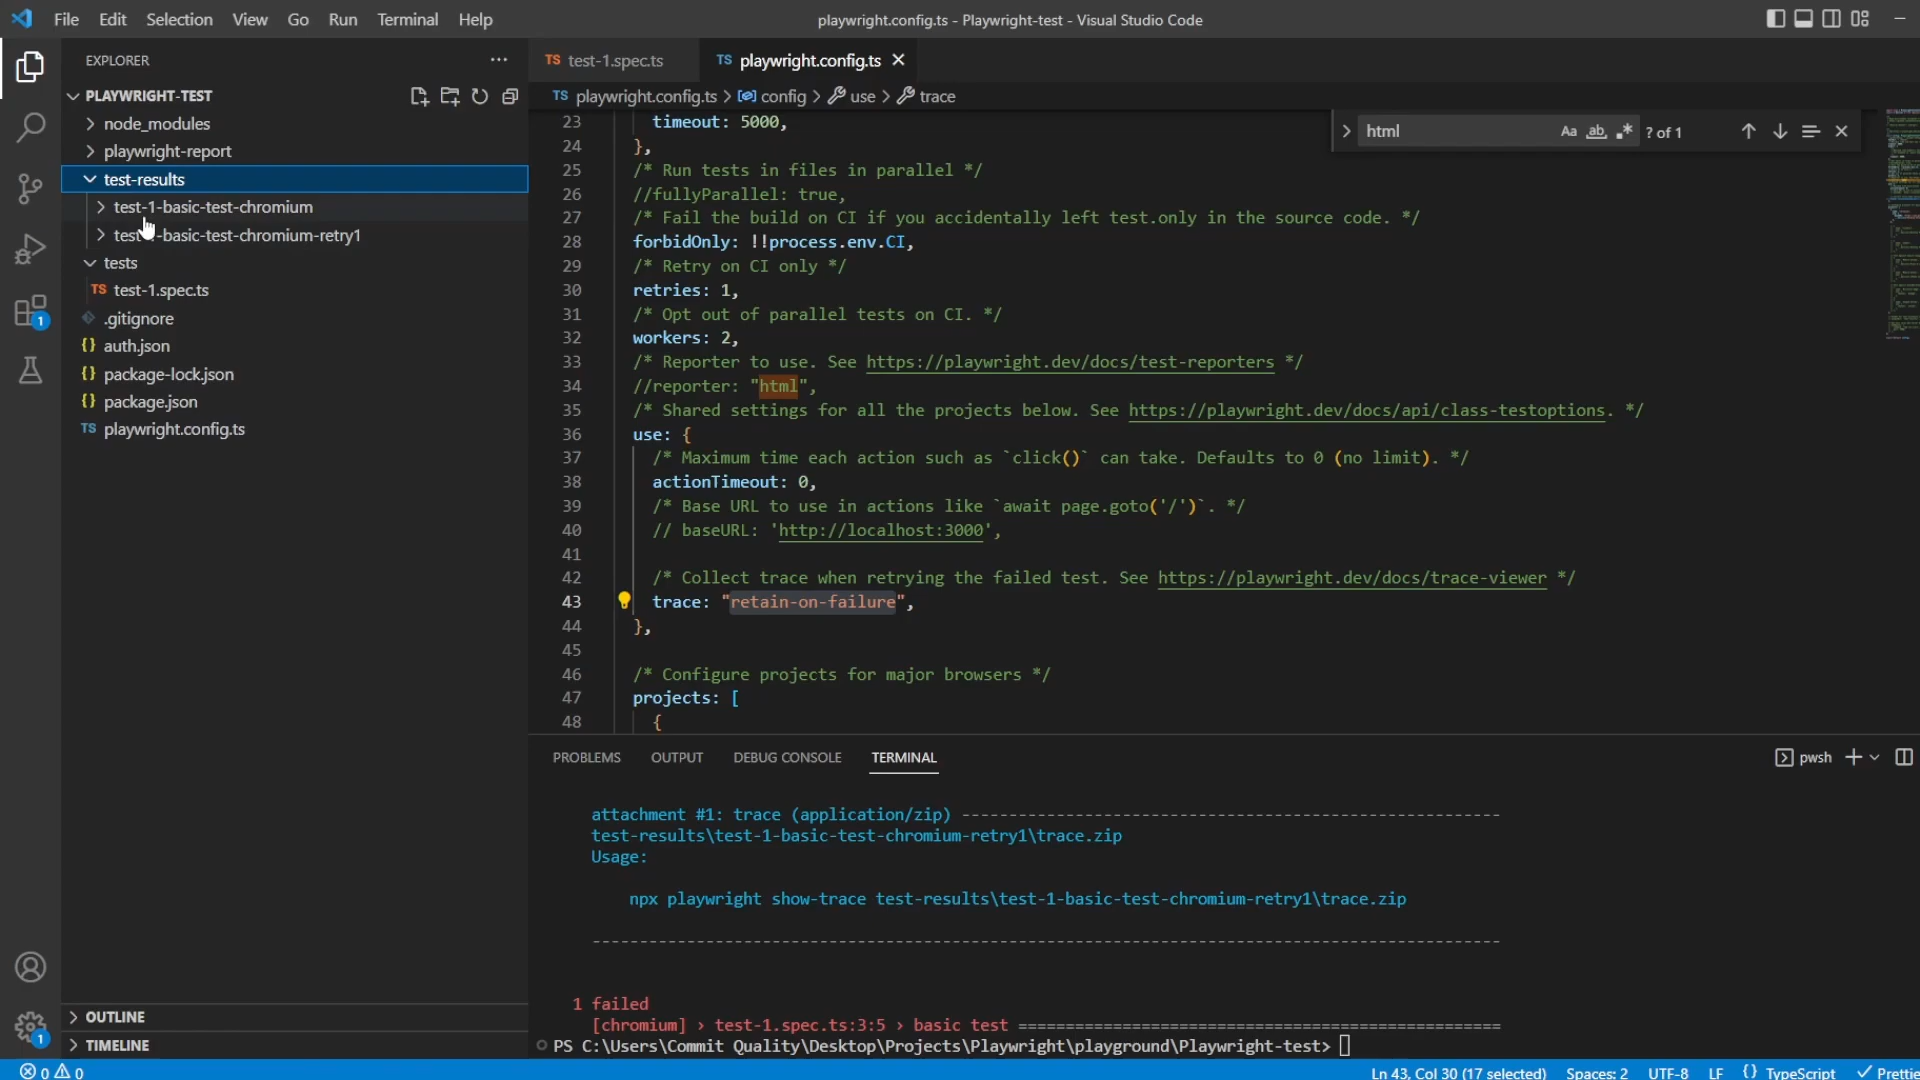 File Edit Selection View Go Run Terminal Help
playwright.config.ts - Playwright-test - Visual Studio Code
EXPLORER
PLAYWRIGHT-TEST
node_modules
playwright-report
test-results
test-1-basic-test-chromium
test-1-basic-test-chromium-retry1
tests
TS test-1.spec.ts
.gitignore
{} auth.json
{} package-lock.json
{} package.json
TS playwright.config.ts
OUTLINE
TIMELINE
1
1
TS test-1.spec.ts
TS playwright.config.ts
TS playwright.config.ts > config > use > trace
html Aa ab ? of 1
23 timeout: 5000,
24 },
25 /* Run tests in files in parallel */
26 //fullyParallel: true,
27 /* Fail the build on CI if you accidentally left test.only in the source code. */
28 forbidOnly: !!process.env.CI,
29 /* Retry on CI only */
30 retries: 1,
31 /* Opt out of parallel tests on CI. */
32 workers: 2,
33 /* Reporter to use. See https://playwright.dev/docs/test-reporters */
34 //reporter: "html",
35 /* Shared settings for all the projects below. See https://playwright.dev/docs/api/class-testoptions. */
36 use: {
37 /* Maximum time each action such as `click()` can take. Defaults to 0 (no limit). */
38 actionTimeout: 0,
39 /* Base URL to use in actions like `await page.goto('/')`. */
40 // baseURL: 'http://localhost:3000',
41
42 /* Collect trace when retrying the failed test. See https://playwright.dev/docs/trace-viewer */
43 trace: "retain-on-failure",
44 },
45
46 /* Configure projects for major browsers */
47 projects: [
48 {
PROBLEMS OUTPUT DEBUG CONSOLE TERMINAL
pwsh
attachment #1: trace (application/zip) --------------------------------------------------------
test-results\test-1-basic-test-chromium-retry1\trace.zip
Usage:
npx playwright show-trace test-results\test-1-basic-test-chromium-retry1\trace.zip
-----------------------------------------------------------------------------------------------
1 failed
[chromium] › test-1.spec.ts:3:5 › basic test ==================================================
PS C:\Users\Commit Quality\Desktop\Projects\Playwright\playground\Playwright-test>
0 0
Ln 43, Col 30 (17 selected) Spaces: 2 UTF-8 LF {} TypeScript Prettie